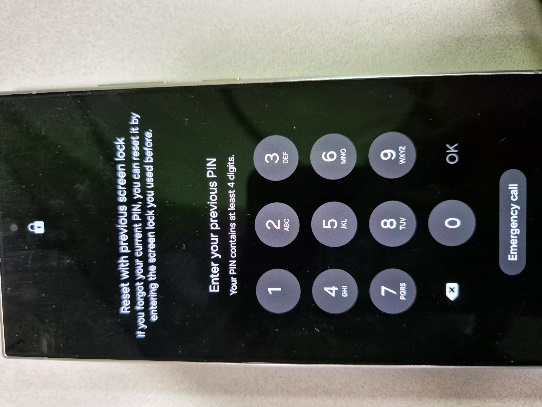 Reset with previous screen lock
If you forgot your current PIN, you can reset it by
entering the screen lock you used before.
Enter your previous PIN
Your PIN contains at least 4 digits.
1 2 ABC 3 DEF
4 GHI 5 JKL 6 MNO
7 PQRS 8 TUV 9 WXYZ
0 OK
Emergency call